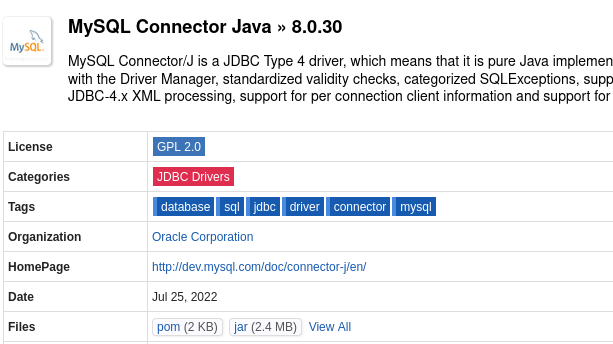 MySQL
MySQL Connector Java » 8.0.30
MySQL Connector/J is a JDBC Type 4 driver, which means that it is pure Java implemen
with the Driver Manager, standardized validity checks, categorized SQLExceptions, supp
JDBC-4.x XML processing, support for per connection client information and support for
License GPL 2.0
Categories JDBC Drivers
Tags database sql jdbc driver connector mysql
Organization Oracle Corporation
HomePage http://dev.mysql.com/doc/connector-j/en/
Date Jul 25, 2022
Files pom (2 KB) jar (2.4 MB) View All